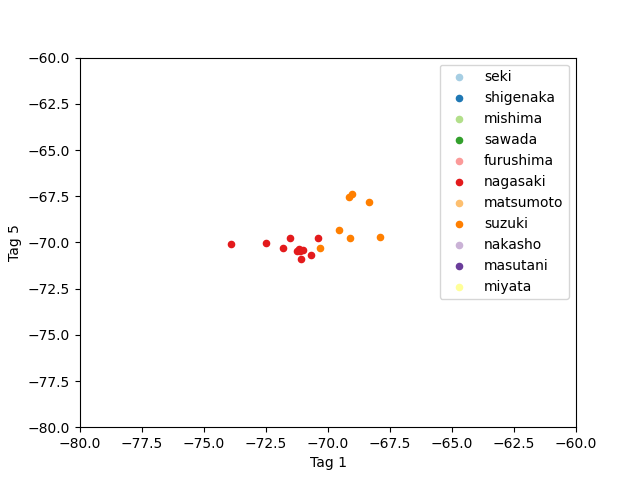 −60.0
−62.5
−65.0
−67.5
−70.0
−72.5
−75.0
−77.5
−80.0
Tag 5
seki
shigenaka
mishima
sawada
furushima
nagasaki
matsumoto
suzuki
nakasho
masutani
miyata
−80.0 −77.5 −75.0 −72.5 −70.0 −67.5 −65.0 −62.5 −60.0
Tag 1